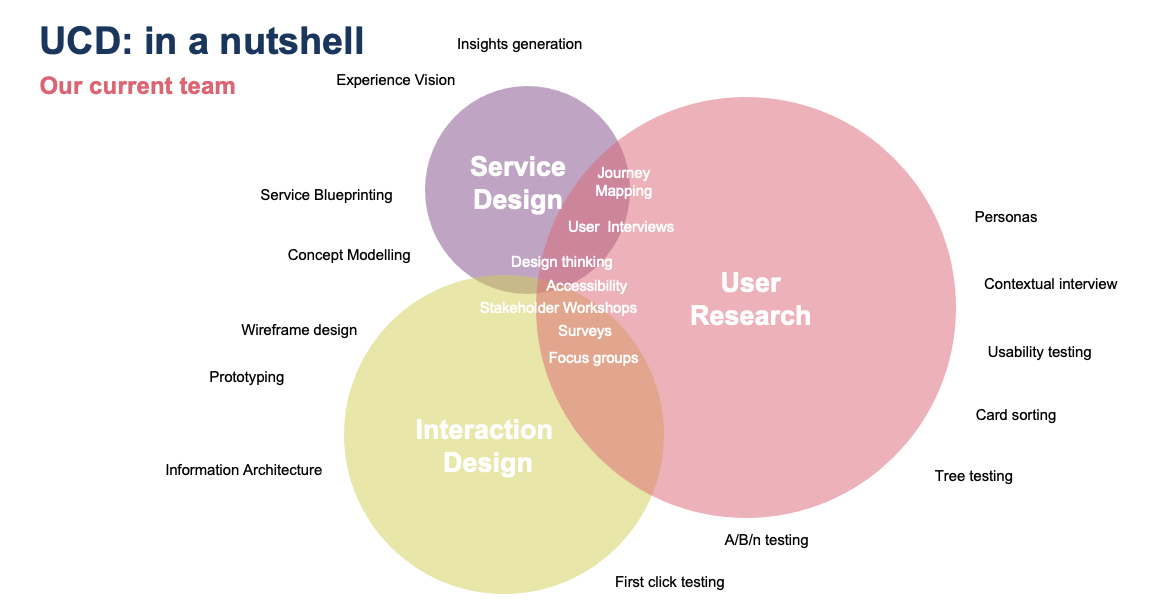 UCD: in a nutshell
Our current team
Insights generation
Experience Vision
Service
Design
Journey
Mapping
Service Blueprinting
User Interviews
Personas
Concept Modelling
Design thinking
Accessibility
User
Research
Contextual interview
Stakeholder Workshops
Wireframe design
Surveys
Usability testing
Focus groups
Prototyping
Card sorting
Interaction
Design
Information Architecture
Tree testing
A/B/n testing
First click testing